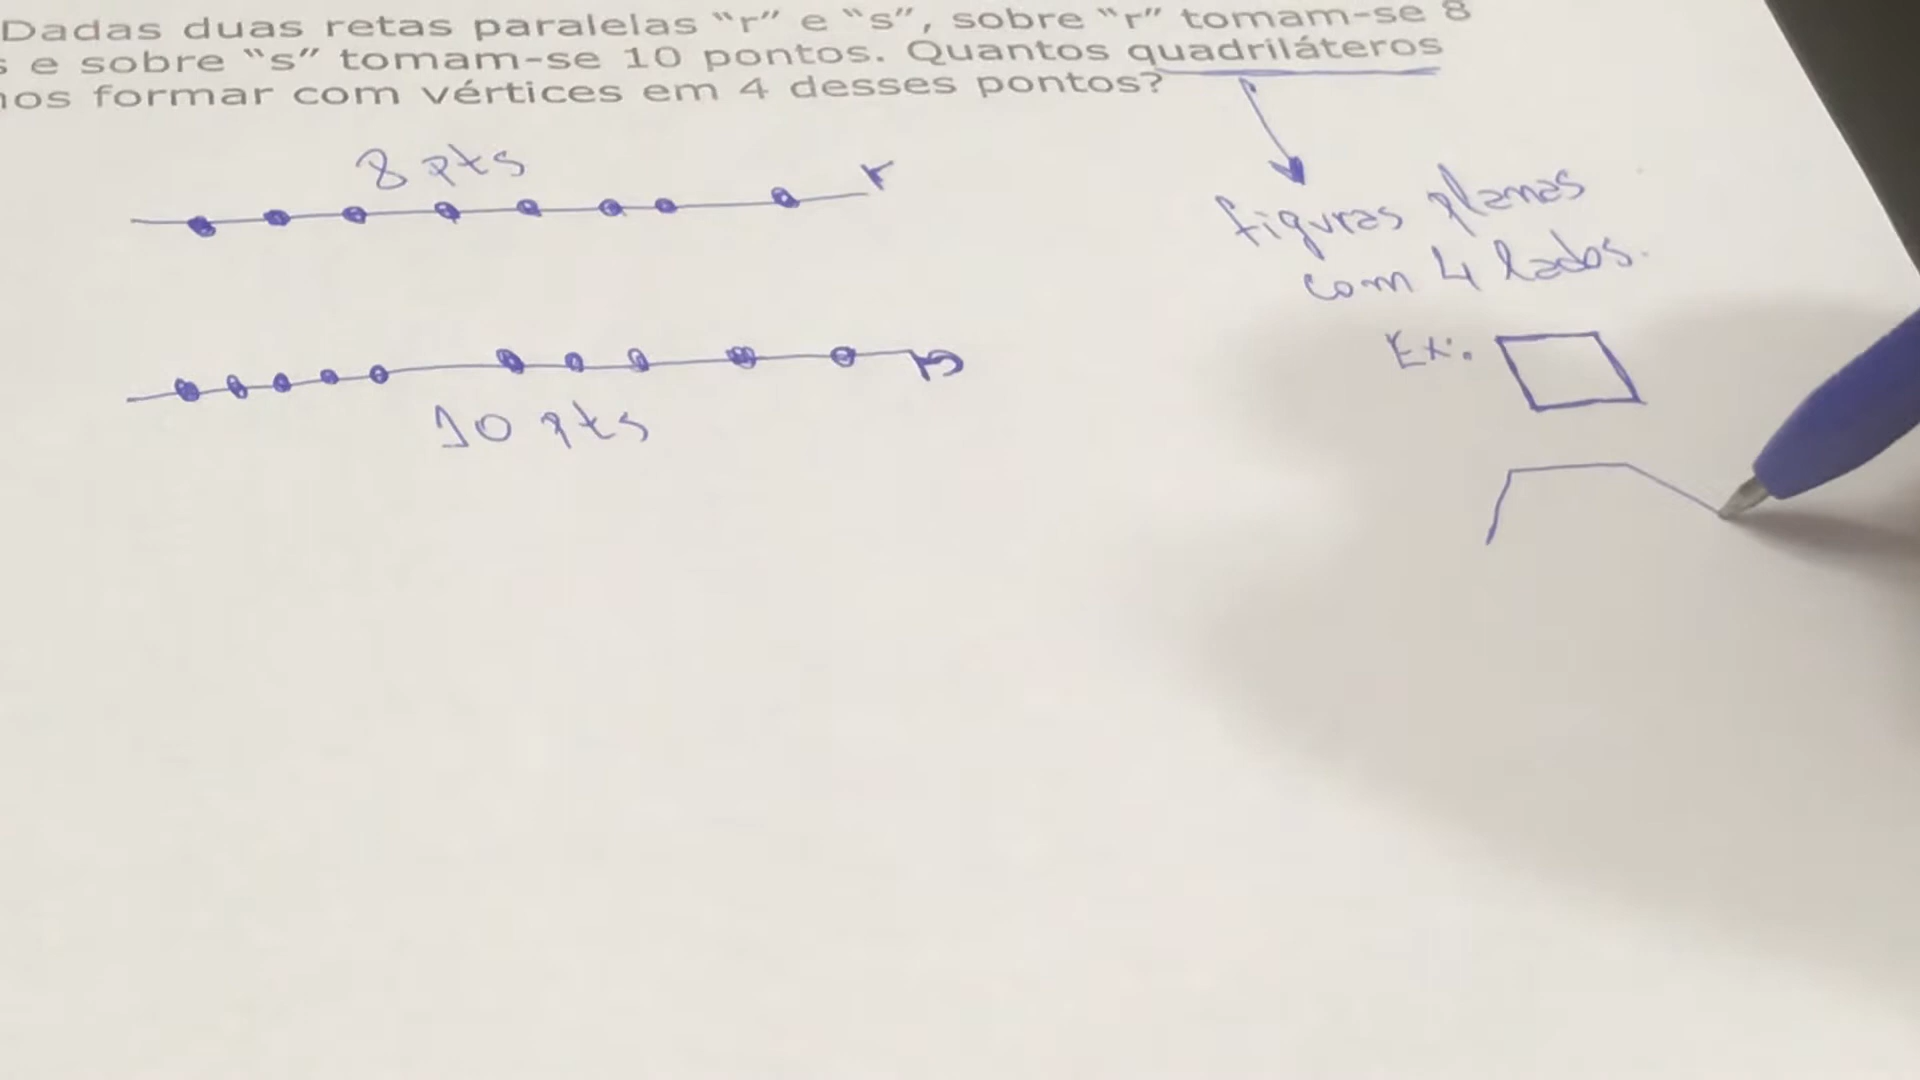 Dadas duas retas paralelas “r” e “s”, sobre “r” tomam-se 8
e sobre “s” tomam-se 10 pontos. Quantos quadriláteros
formar com vértices em 4 desses pontos?
8 pts
r
figuras planas
com 4 lados.
Ex:.
s
10 pts